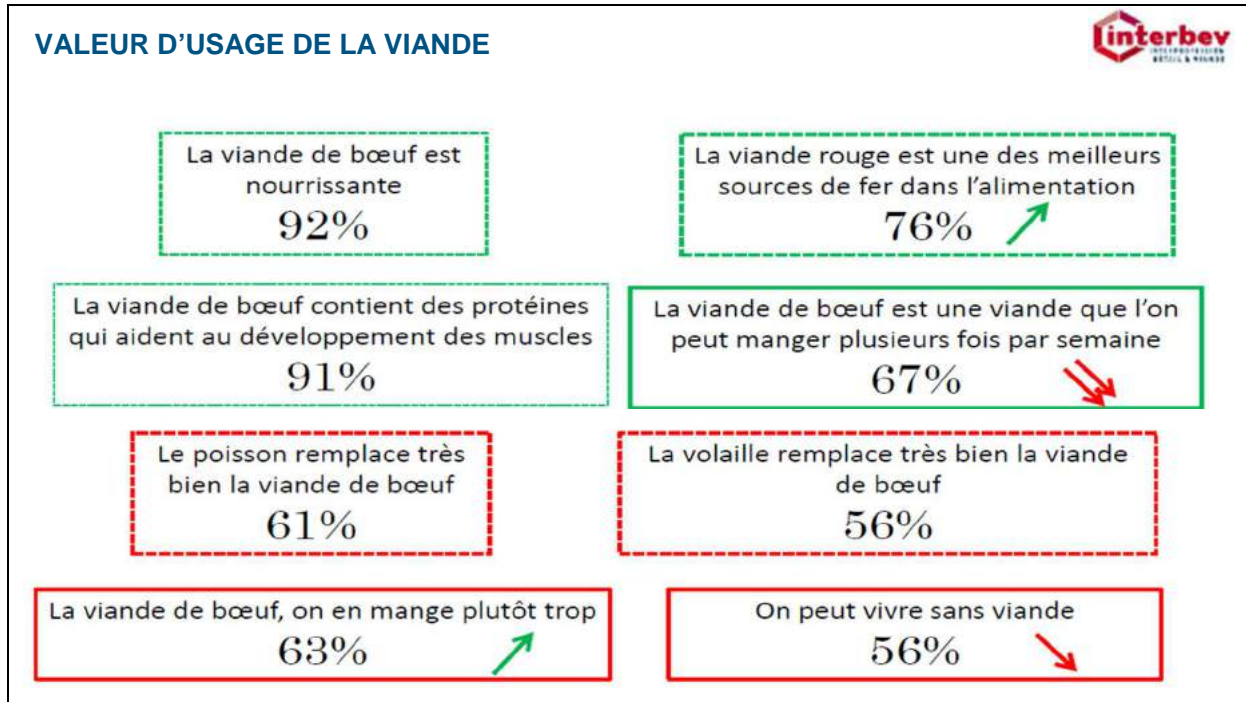 VALEUR D'USAGE DE LA VIANDE
interbev
INTERPROFESSION
BÉTAIL & VIANDE
La viande de bœuf est
nourrissante
92%
La viande rouge est une des meilleurs
sources de fer dans l'alimentation
76%
La viande de bœuf contient des protéines
qui aident au développement des muscles
91%
La viande de bœuf est une viande que l'on
peut manger plusieurs fois par semaine
67%
Le poisson remplace très
bien la viande de bœuf
61%
La volaille remplace très bien la viande
de bœuf
56%
La viande de bœuf, on en mange plutôt trop
63%
On peut vivre sans viande
56%